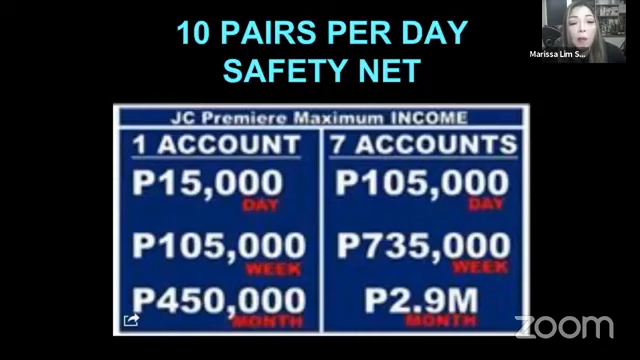 10 PAIRS PER DAY
SAFETY NET
Marissa Lim S...
JC Premiere Maximum INCOME
1 ACCOUNT
P15,000
DAY
P105,000
WEEK
P450,000
MONTH
7 ACCOUNTS
P105,000
DAY
P735,000
WEEK
P2.9M
MONTH
zoom